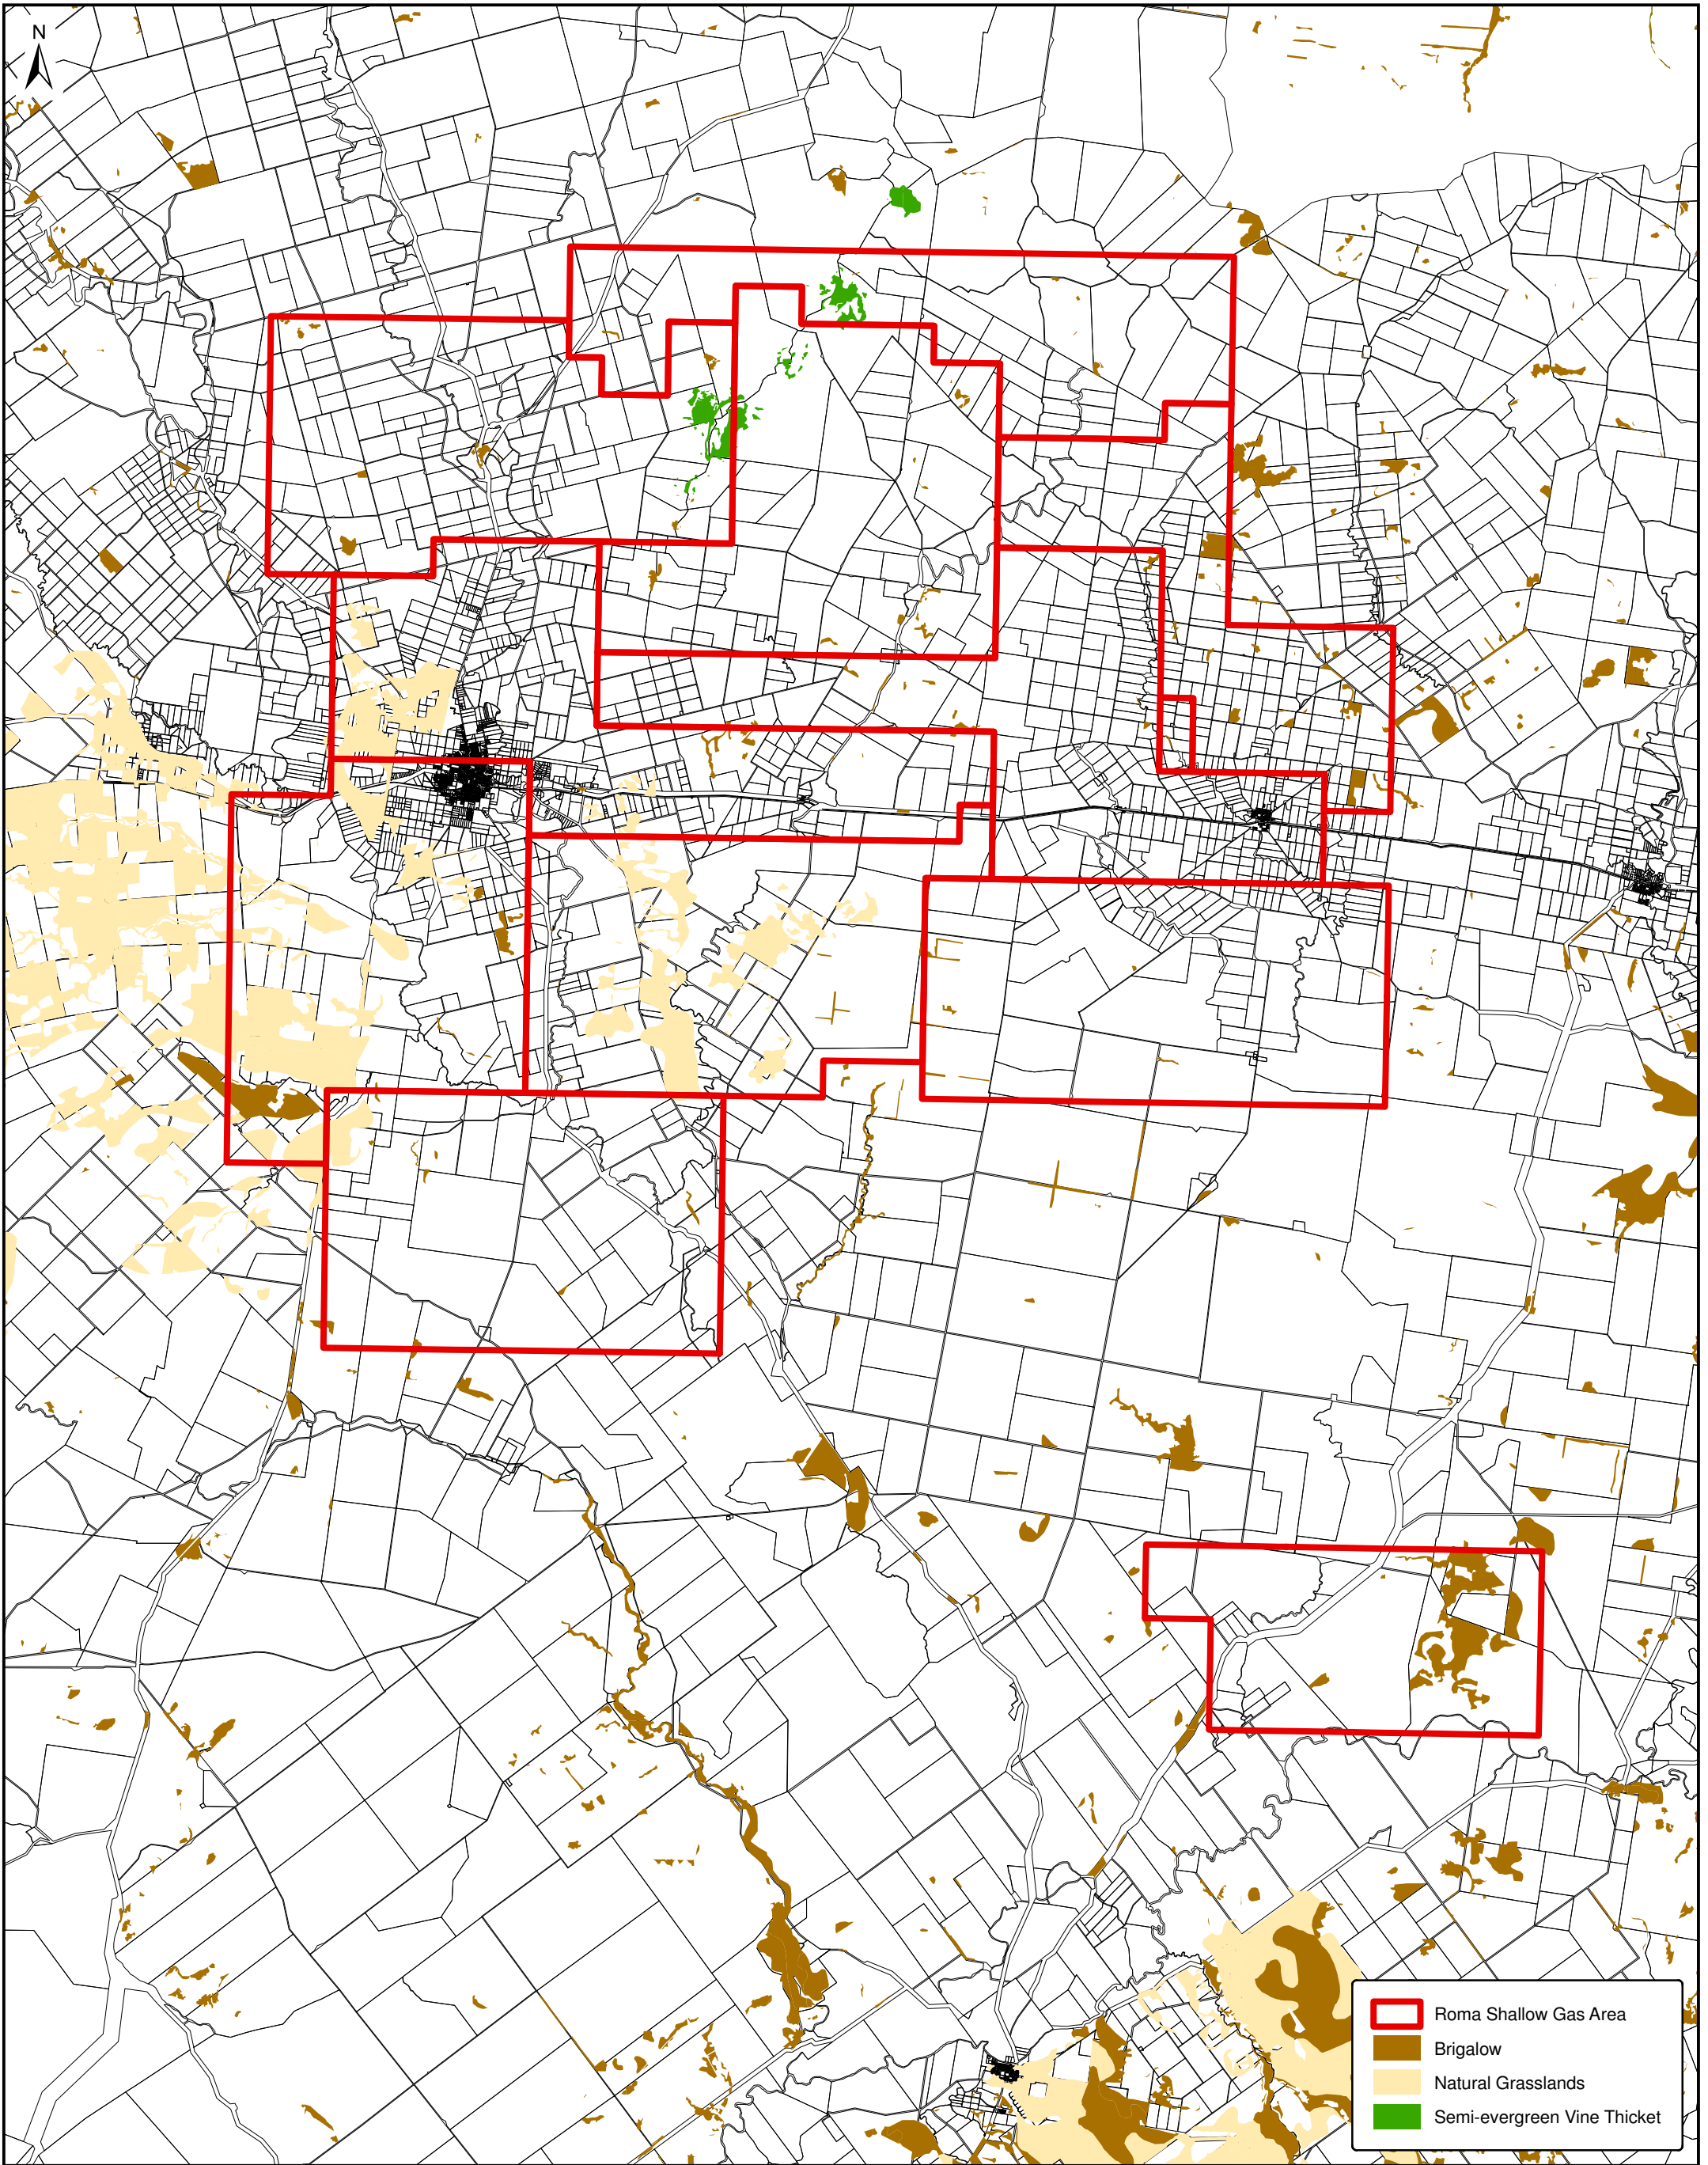 N
Roma Shallow Gas Area
Brigalow
Natural Grasslands
Semi-evergreen Vine Thicket